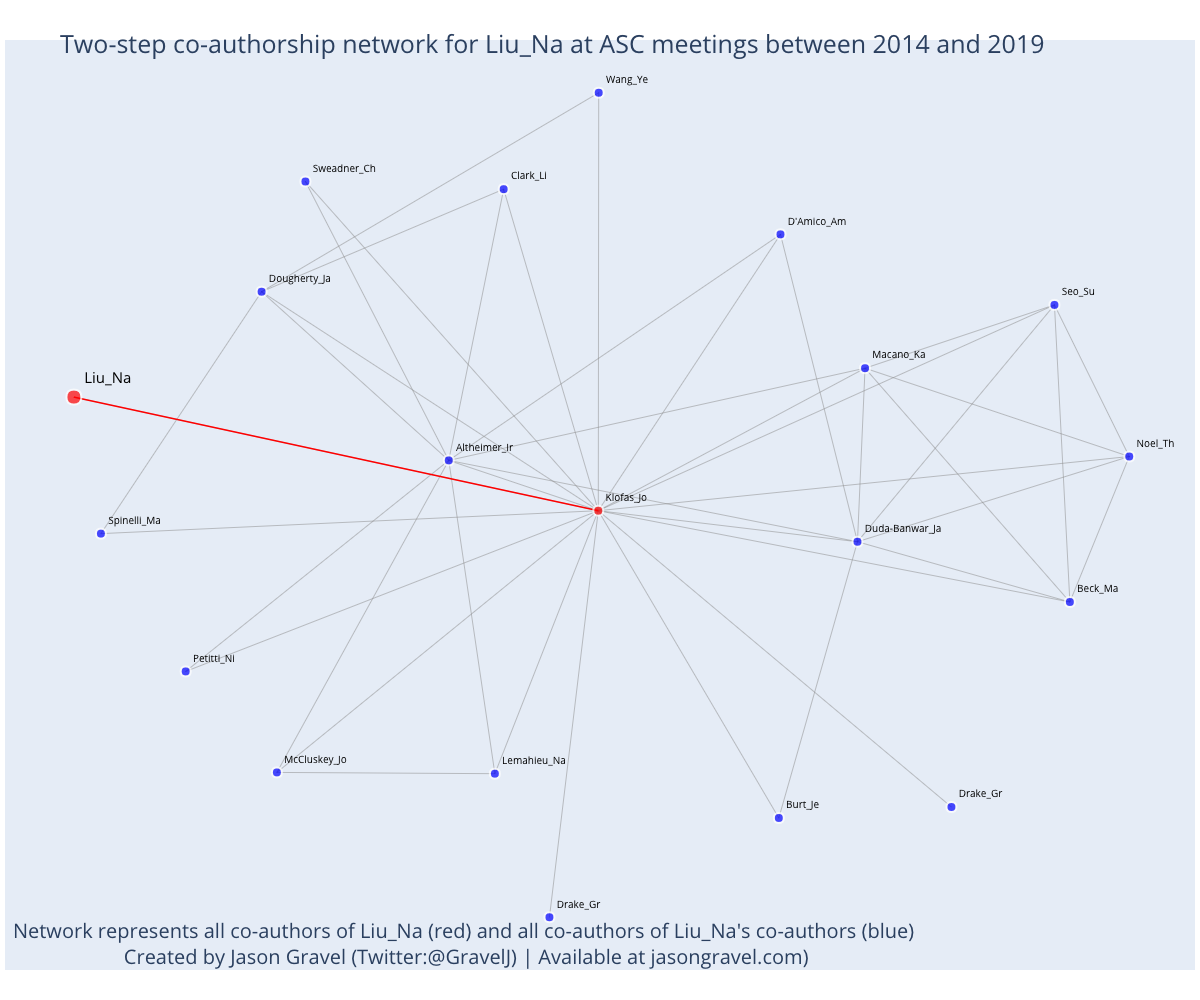 Two-step co-authorship network for Liu_Na at ASC meetings between 2014 and 2019
Wang_Ye
Sweadner_Ch
Clark_Li
D'Amico_Am
Dougherty_Ja
Seo_Su
Macano_Ka
Liu_Na
Noel_Th
Altheimer_Ir
Klofas_Jo
Spinelli_Ma
Duda-Banwar_Ja
Beck_Ma
Petitti_Ni
McCluskey_Jo
Lemahieu_Na
Drake_Gr
Burt_Je
Drake_Gr
Network represents all co-authors of Liu_Na (red) and all co-authors of Liu_Na's co-authors (blue)
Created by Jason Gravel (Twitter:@GravelJ) | Available at jasongravel.com)